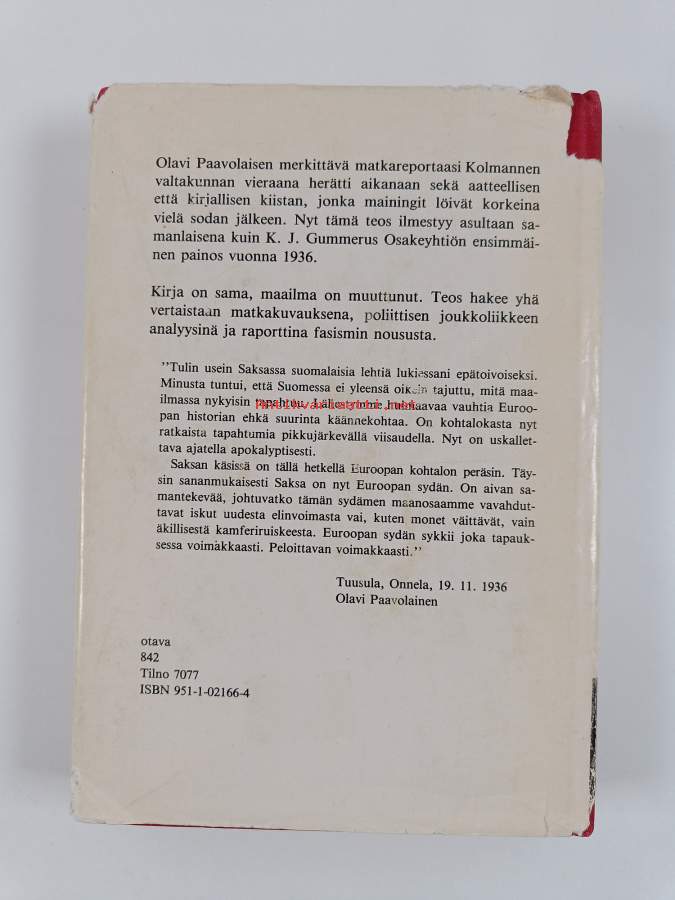 Olavi Paavolaisen merkittävä matkareportaasi Kolmannen
valtakunnan vieraana herätti aikanaan sekä aatteellisen
että kirjallisen kiistan, jonka mainingit löivät korkeina
vielä sodan jälkeen. Nyt tämä teos ilmestyy asultaan sa-
manlaisena kuin K. J. Gummerus Osakeyhtiön ensimmäi-
nen painos vuonna 1936.
Kirja on sama, maailma on muuttunut. Teos hakee yhä
vertaistaan matkakuvauksena, poliittisen joukkoliikkeen
analyysinä ja raporttina fasismin noususta.
"Tulin usein Saksassa suomalaisia lehtiä lukiessani epätoivoiseksi.
Minusta tuntui, että Suomessa ei yleensä oikein tajuttu, mitä maa-
ilmassa nykyisin tapahtuu. huimaavaa vauhtia Euroo-
pan historian ehkä suurinta käännekohtaa. On kohtalokasta nyt
ratkaista tapahtumia pikkujärkevällä viisaudella. Nyt on uskallet-
tava ajatella apokalyptisesti.
Saksan käsissä on tällä hetkellä Euroopan kohtalon peräsin. Täy-
sin sananmukaisesti Saksa on nyt Euroopan sydän. On aivan sa-
mantekevää, johtuvatko tämän sydämen maanosaamme vavahdut-
tavat iskut uudesta elinvoimasta vai, kuten monet väittävät, vain
äkillisestä kamferiruiskeesta. Euroopan sydän sykkii joka tapauk-
sessa voimakkaasti. Peloittavan voimakkaasti."
Tuusula, Onnela, 19. 11. 1936
Olavi Paavolainen
otava
842
Tilno 7077
ISBN 951-1-02166-4